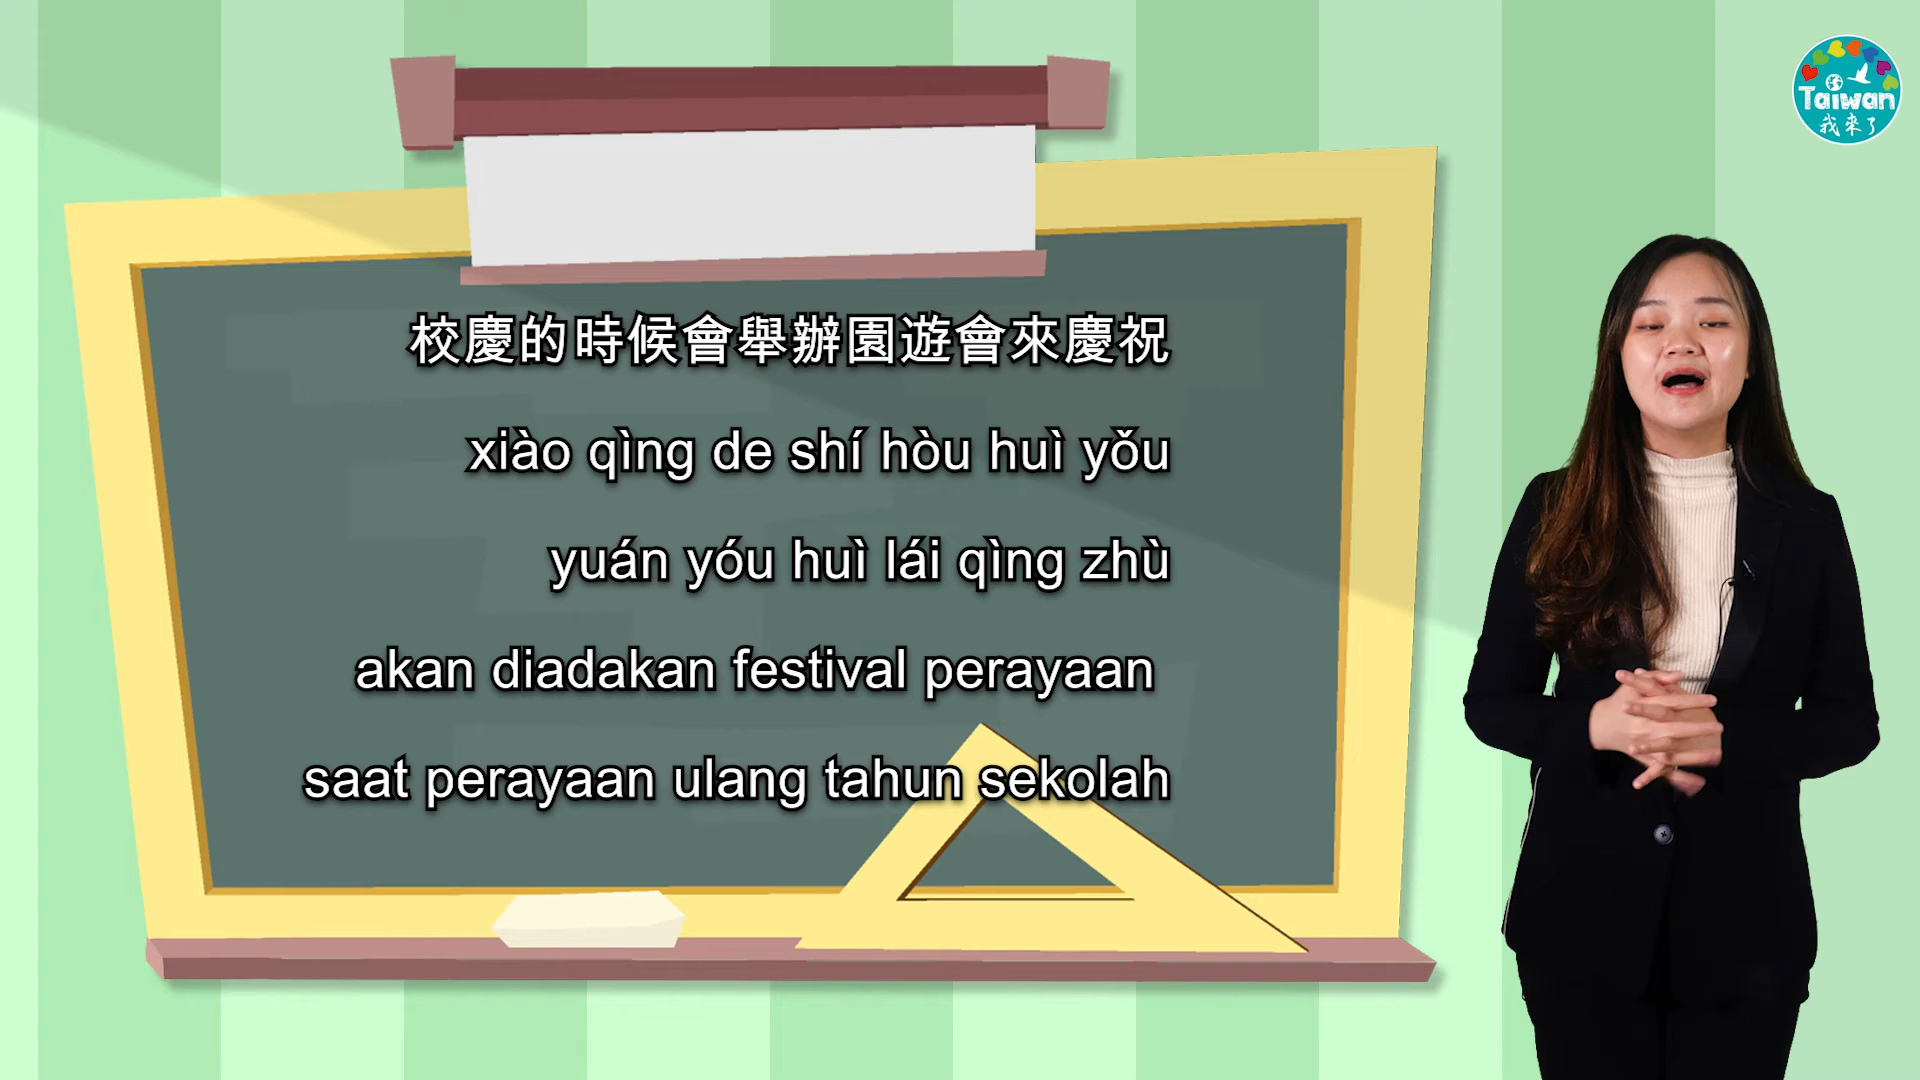 Taiwan
我來了
校慶的時候會舉辦園遊會來慶祝
xiào qìng de shí hòu huì yǒu
yuán yóu huì lái qìng zhù
akan diadakan festival perayaan
saat perayaan ulang tahun sekolah